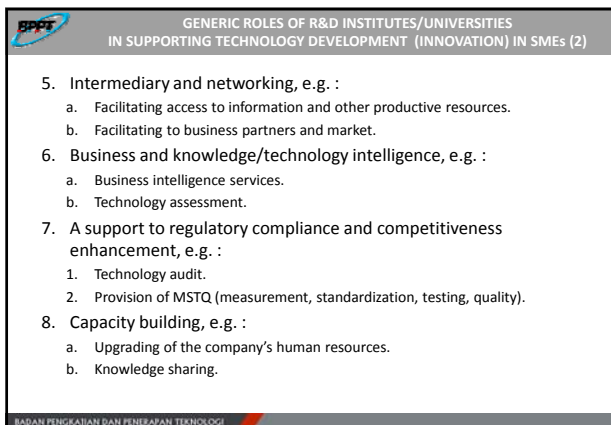 BPPT
GENERIC ROLES OF R&D INSTITUTES/UNIVERSITIES
IN SUPPORTING TECHNOLOGY DEVELOPMENT (INNOVATION) IN SMEs (2)
5. Intermediary and networking, e.g. :
a. Facilitating access to information and other productive resources.
b. Facilitating to business partners and market.
6. Business and knowledge/technology intelligence, e.g. :
a. Business intelligence services.
b. Technology assessment.
7. A support to regulatory compliance and competitiveness
enhancement, e.g. :
1. Technology audit.
2. Provision of MSTQ (measurement, standardization, testing, quality).
8. Capacity building, e.g. :
a. Upgrading of the company's human resources.
b. Knowledge sharing.
BADAN PENGKAJIAN DAN PENERAPAN TEKNOLOGI